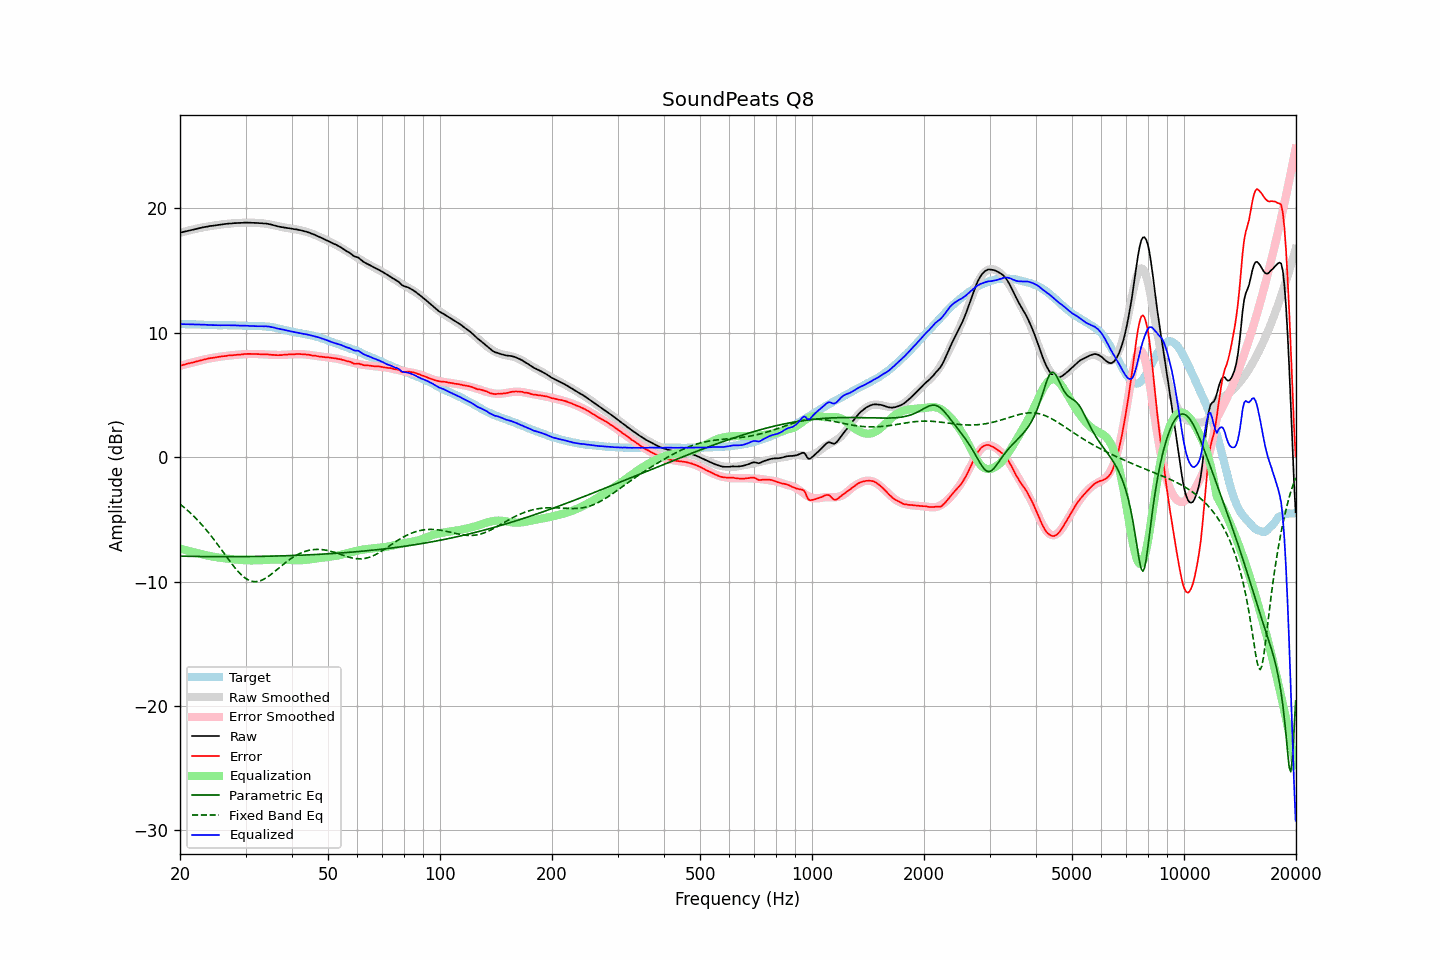 SoundPeats Q8
Amplitude (dBr)
20
10
0
−10
−20
−30
Target
Raw Smoothed
Error Smoothed
Raw
Error
Equalization
Parametric Eq
Fixed Band Eq
Equalized
20 50 100 200 500 1000 2000 5000 10000 20000
Frequency (Hz)